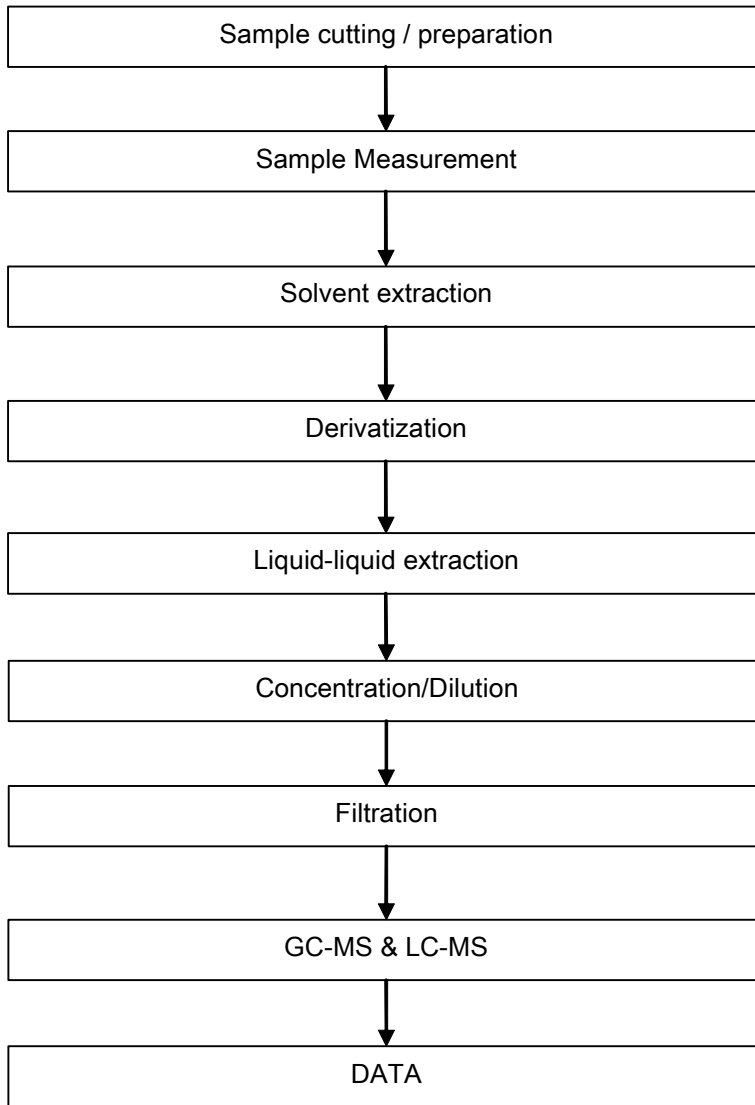 Sample cutting / preparation
Sample Measurement
Solvent extraction
Derivatization
Liquid-liquid extraction
Concentration/Dilution
Filtration
GC-MS & LC-MS
DATA